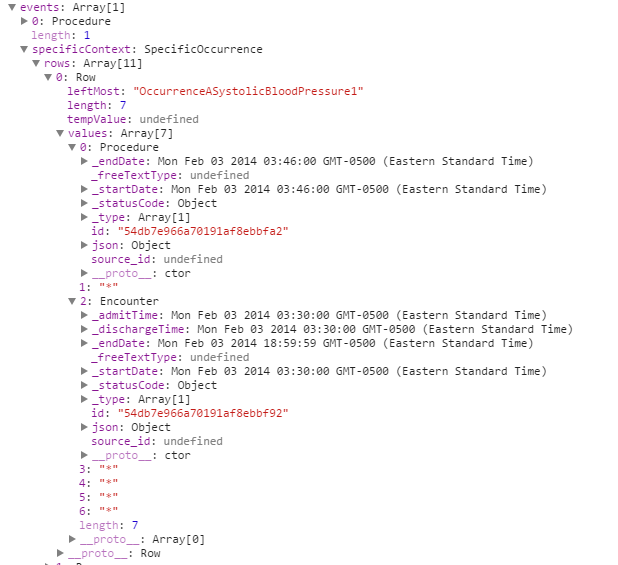 events: Array[1]
0: Procedure
length: 1
specificContext: SpecificOccurrence
rows: Array[11]
0: Row
leftMost: "OccurrenceASystolicBloodPressure1"
length: 7
tempValue: undefined
values: Array[7]
0: Procedure
_endDate: Mon Feb 03 2014 03:46:00 GMT-0500 (Eastern Standard Time)
_freeTextType: undefined
_startDate: Mon Feb 03 2014 03:46:00 GMT-0500 (Eastern Standard Time)
_statusCode: Object
_type: Array[1]
id: "54db7e966a70191af8ebbfa2"
json: Object
source_id: undefined
__proto__: ctor
1: "*"
2: Encounter
_admitTime: Mon Feb 03 2014 03:30:00 GMT-0500 (Eastern Standard Time)
_dischargeTime: Mon Feb 03 2014 03:30:00 GMT-0500 (Eastern Standard Time)
_endDate: Mon Feb 03 2014 18:59:59 GMT-0500 (Eastern Standard Time)
_freeTextType: undefined
_startDate: Mon Feb 03 2014 03:30:00 GMT-0500 (Eastern Standard Time)
_statusCode: Object
_type: Array[1]
id: "54db7e966a70191af8ebbf92"
json: Object
source_id: undefined
__proto__: ctor
3: "*"
4: "*"
5: "*"
6: "*"
length: 7
__proto__: Array[0]
__proto__: Row